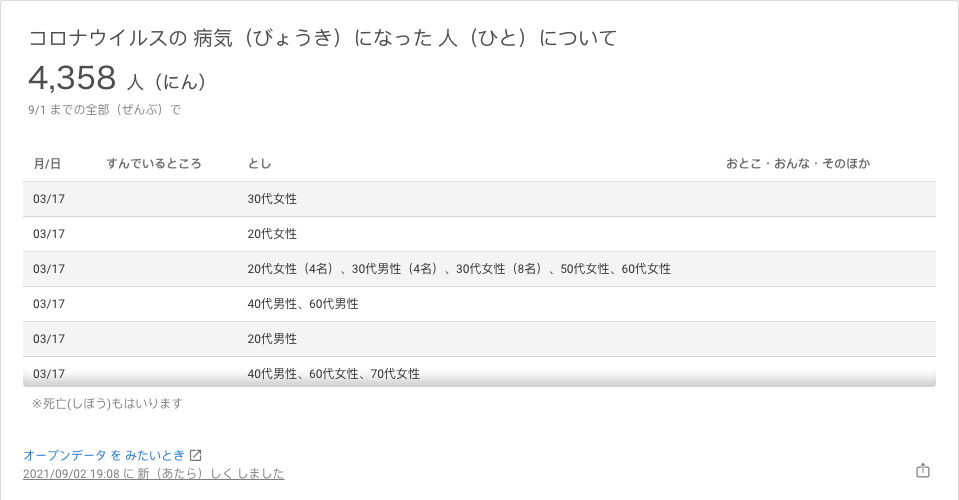 コロナウイルスの 病気（びょうき）になった 人（ひと）について
4,358 人（にん）
9/1 までの全部（ぜんぶ）で
月/日 すんでいるところ とし おとこ・おんな・そのほか
03/17 30代女性
03/17 20代女性
03/17 20代女性（4名）、30代男性（4名）、30代女性（8名）、50代女性、60代女性
03/17 40代男性、60代男性
03/17 20代男性
03/17 40代男性、60代女性、70代女性
※死亡(しぼう)もはいります
オープンデータ を みたいとき
2021/09/02 19:08 に 新（あたら）しく しました